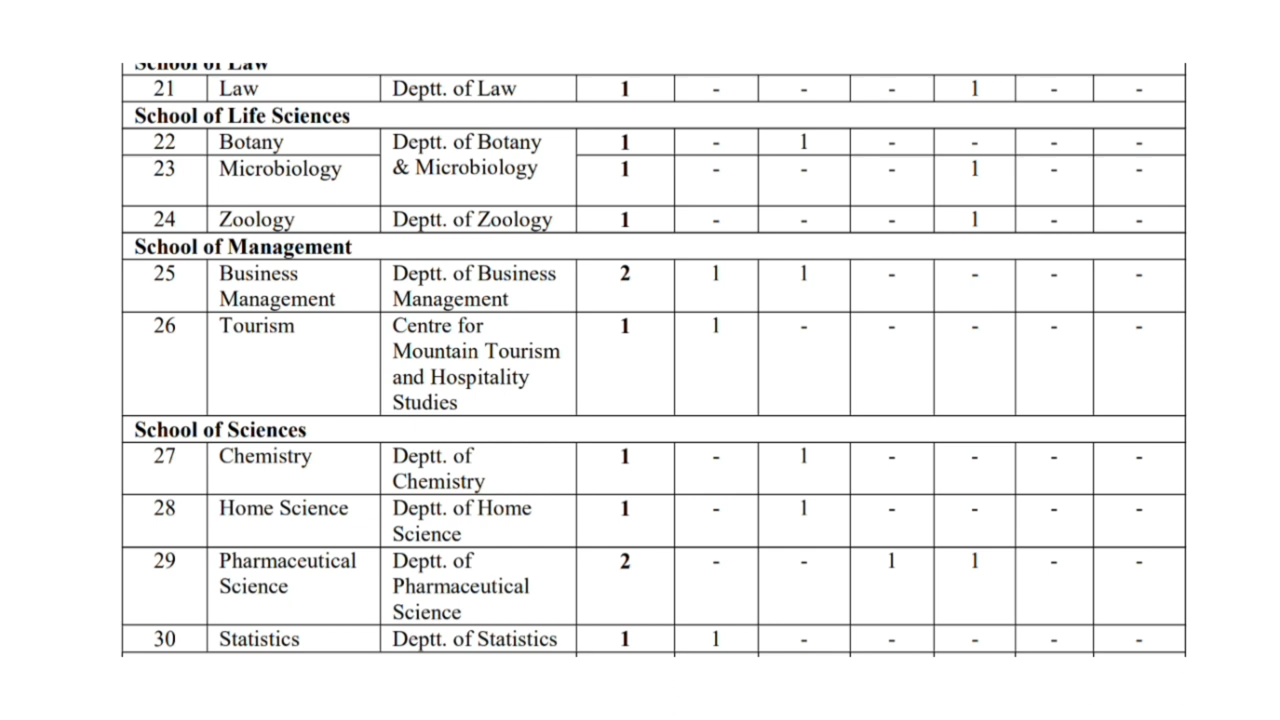 School of Law
21 Law Deptt. of Law 1 - - - 1 - -
School of Life Sciences
22 Botany Deptt. of Botany 1 - 1 - - - -
23 Microbiology & Microbiology 1 - - - 1 - -
24 Zoology Deptt. of Zoology 1 - - - 1 - -
School of Management
25 Business Deptt. of Business 2 1 1 - - - -
Management Management
26 Tourism Centre for 1 1 - - - - -
Mountain Tourism
and Hospitality
Studies
School of Sciences
27 Chemistry Deptt. of 1 - 1 - - - -
Chemistry
28 Home Science Deptt. of Home 1 - 1 - - - -
Science
29 Pharmaceutical Deptt. of 2 - - 1 1 - -
Science Pharmaceutical
Science
30 Statistics Deptt. of Statistics 1 1 - - - - -